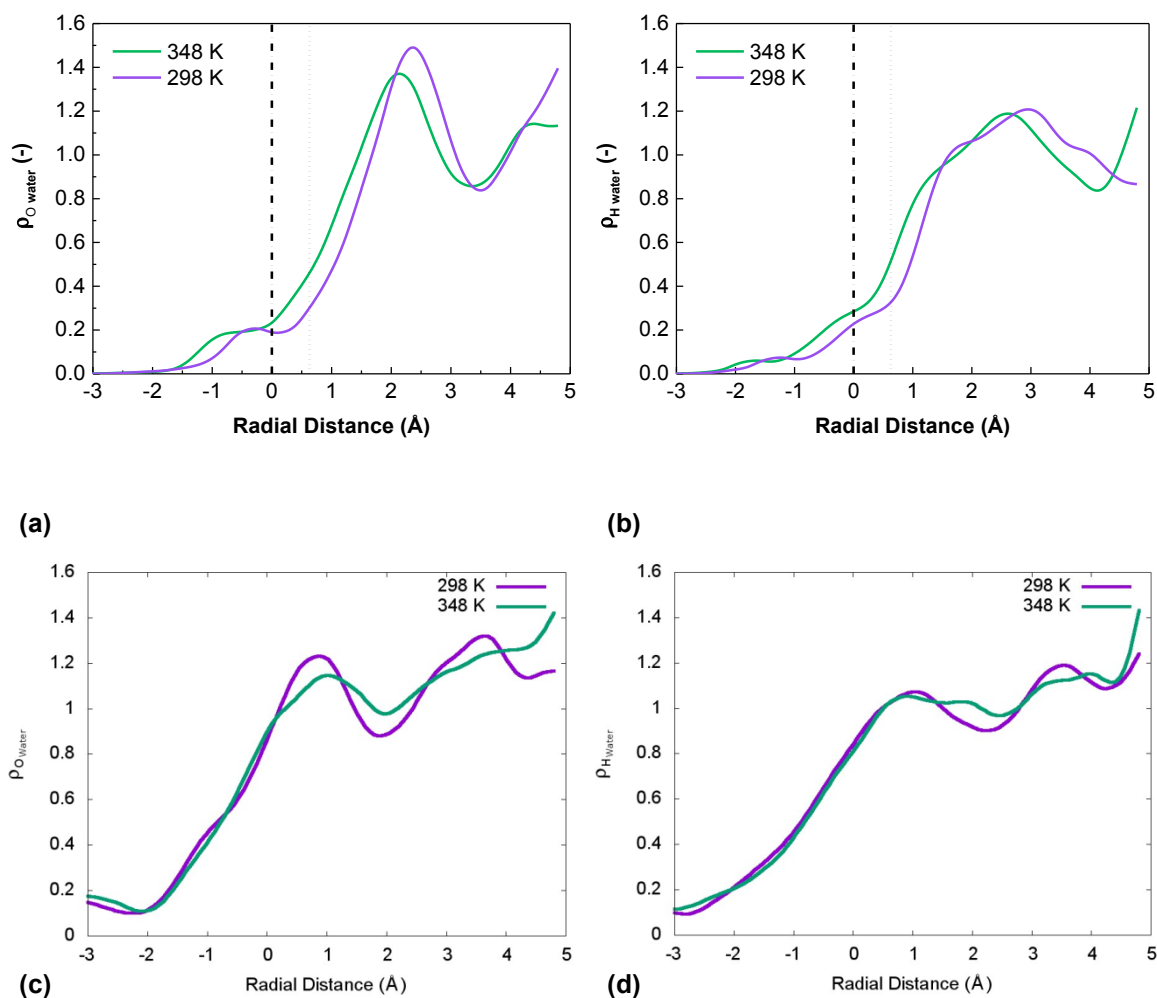 1.6
1.4
1.2
1.0
0.8
0.6
0.4
0.2
0.0
ρO water (-)
348 K
298 K
-3 -2 -1 0 1 2 3 4 5
Radial Distance (Å)
1.6
1.4
1.2
1.0
0.8
0.6
0.4
0.2
0.0
ρH water (-)
348 K
298 K
-3 -2 -1 0 1 2 3 4 5
Radial Distance (Å)
(a)
(b)
1.6
1.4
1.2
1
0.8
0.6
0.4
0.2
0
ρOWater
298 K
348 K
-3 -2 -1 0 1 2 3 4 5
Radial Distance (Å)
(c)
1.6
1.4
1.2
1
0.8
0.6
0.4
0.2
0
ρHWater
298 K
348 K
-3 -2 -1 0 1 2 3 4 5
Radial Distance (Å)
(d)